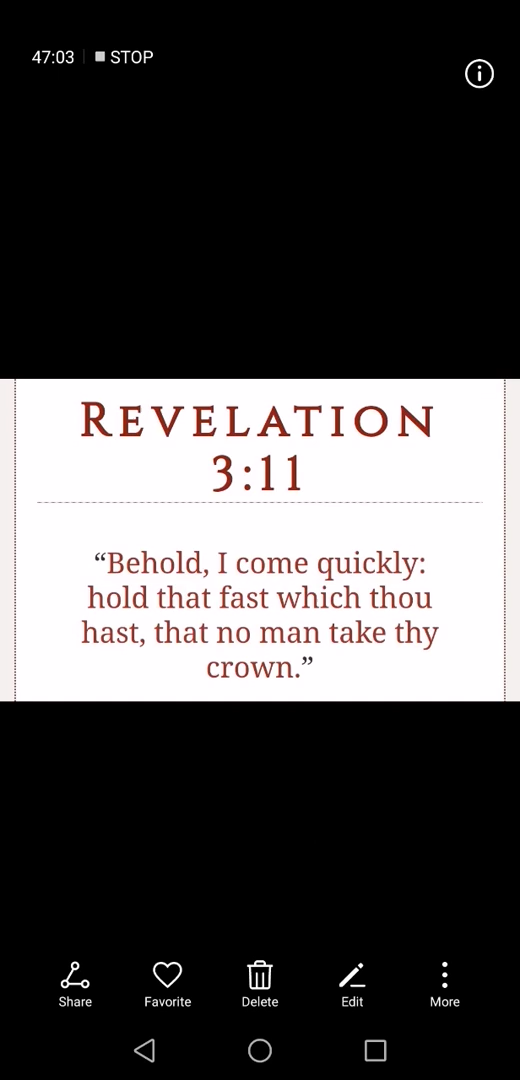 47:03 STOP
REVELATION
3:11
“Behold, I come quickly:
hold that fast which thou
hast, that no man take thy
crown.”
Share Favorite Delete Edit More